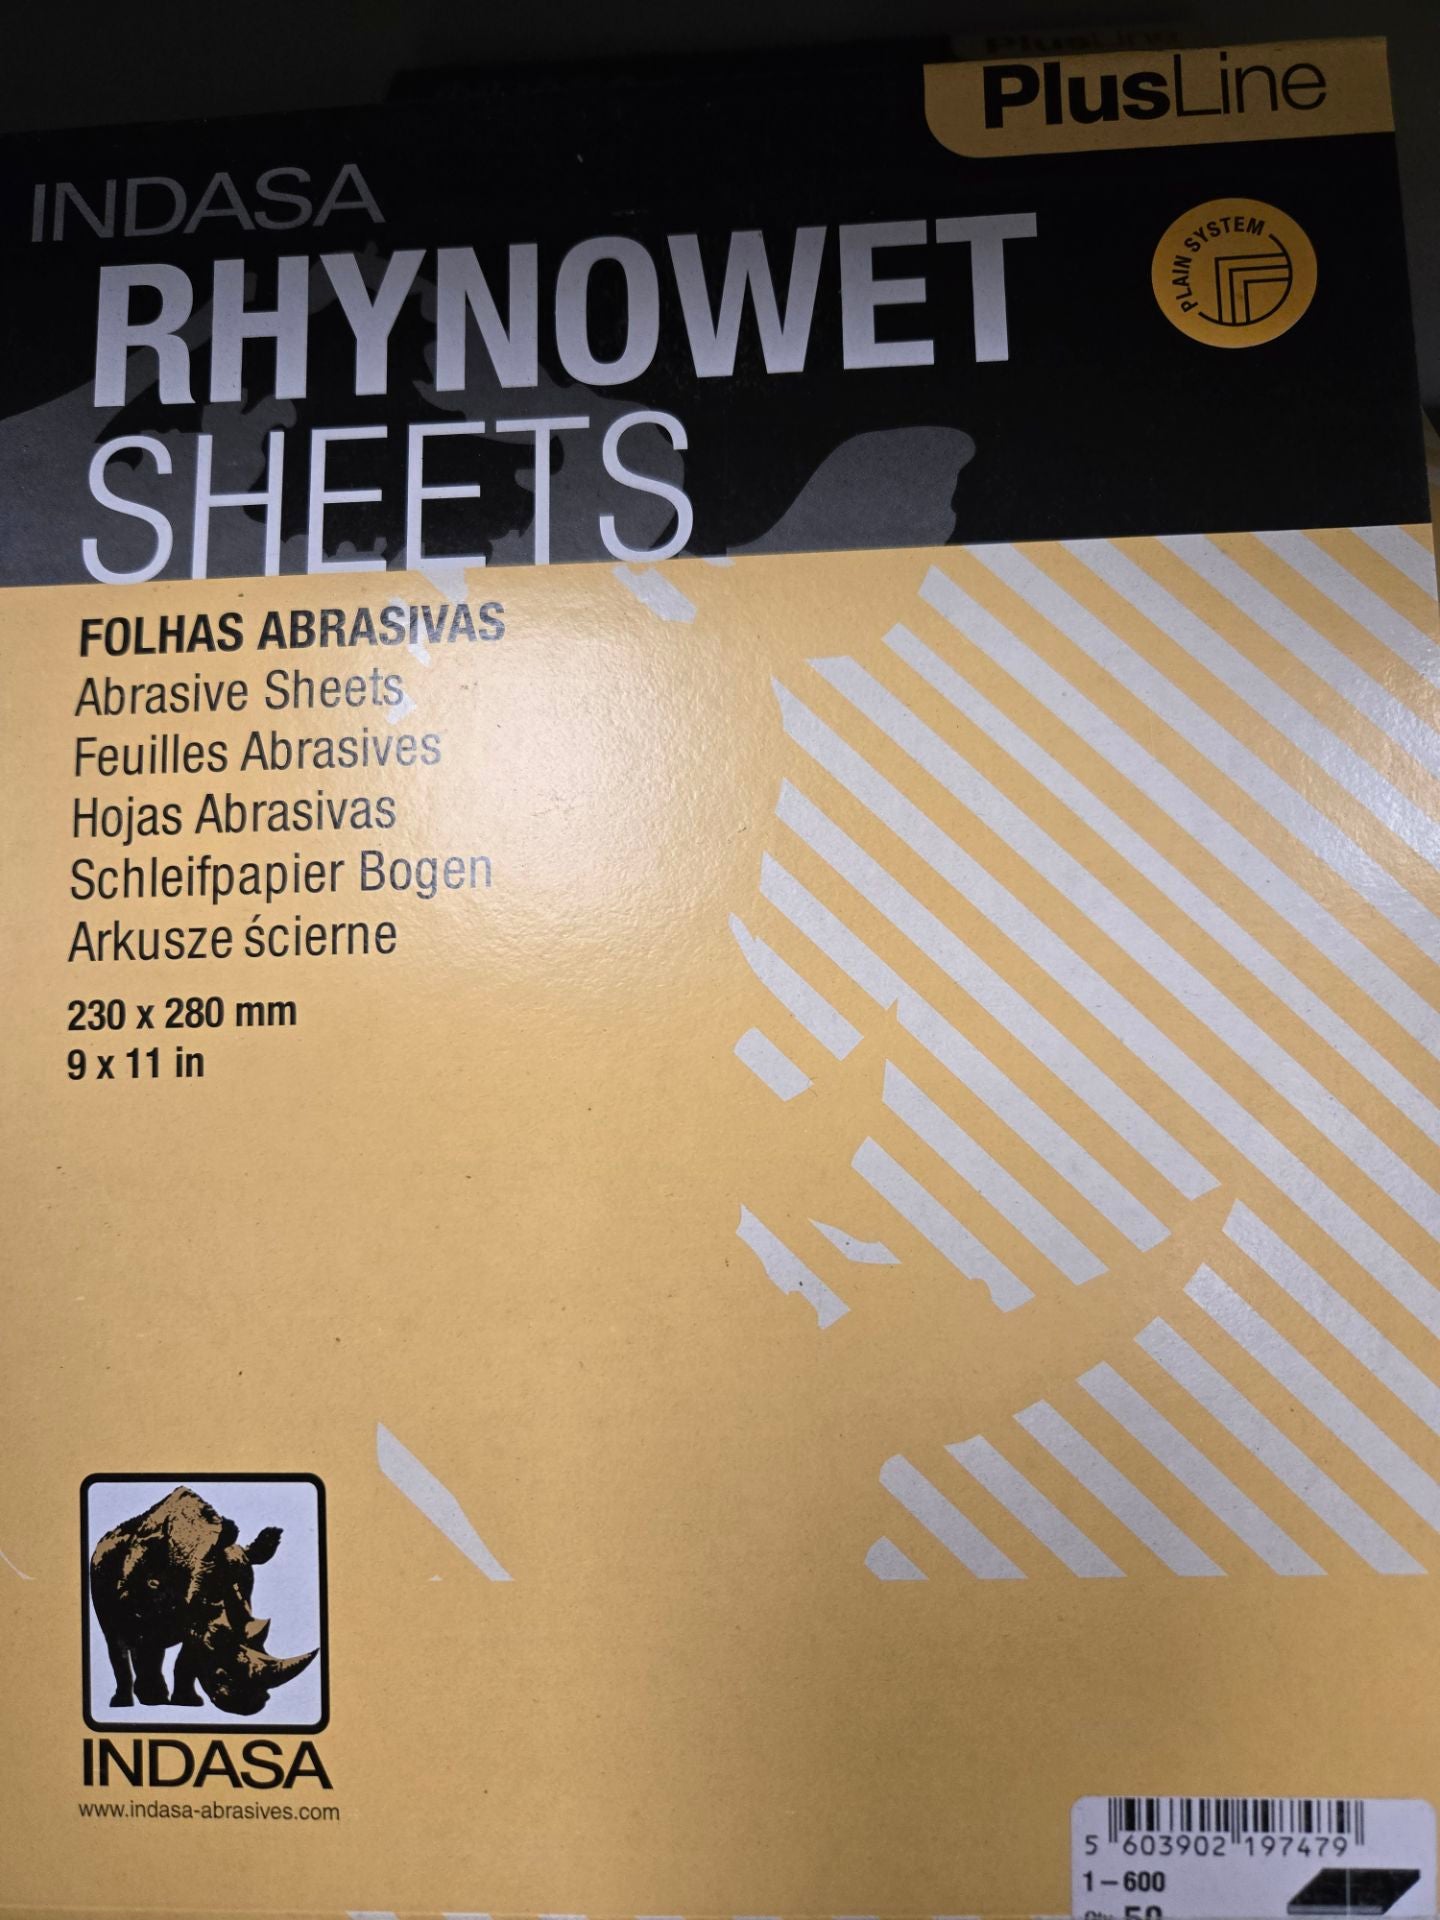 PlusLine
INDASA
RHYNOWET
SHEETS
PLAIN SYSTEM
FOLHAS ABRASIVAS
Abrasive Sheets
Feuilles Abrasives
Hojas Abrasivas
Schleifpapier Bogen
Arkusze ścierne
230 x 280 mm
9 x 11 in
INDASA
www.indasa-abrasives.com
5 603902 197479
1-600
50